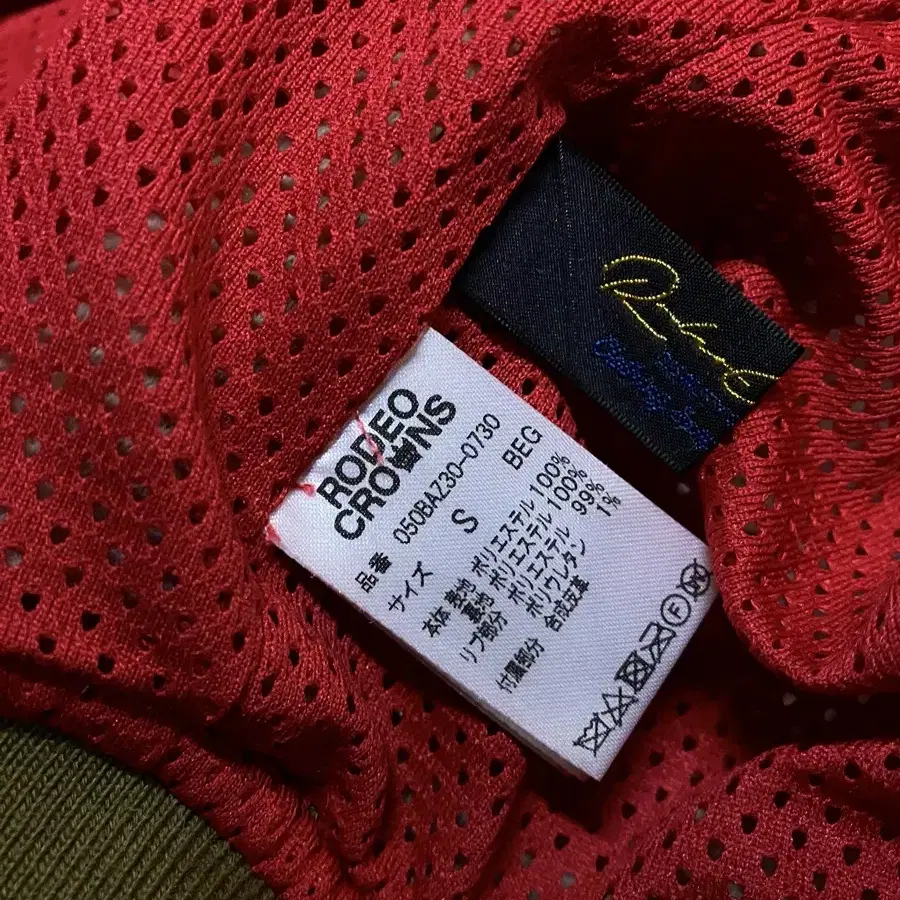 RODEO
CROWNS
品番 050BAZ30-0730
サイズ S BEG
本体 表地 ポリエステル 100%
裏地 ポリエステル 100%
リブ部分 ポリエステル 99%
ポリウレタン 1%
付属部分 合成皮革
F
W